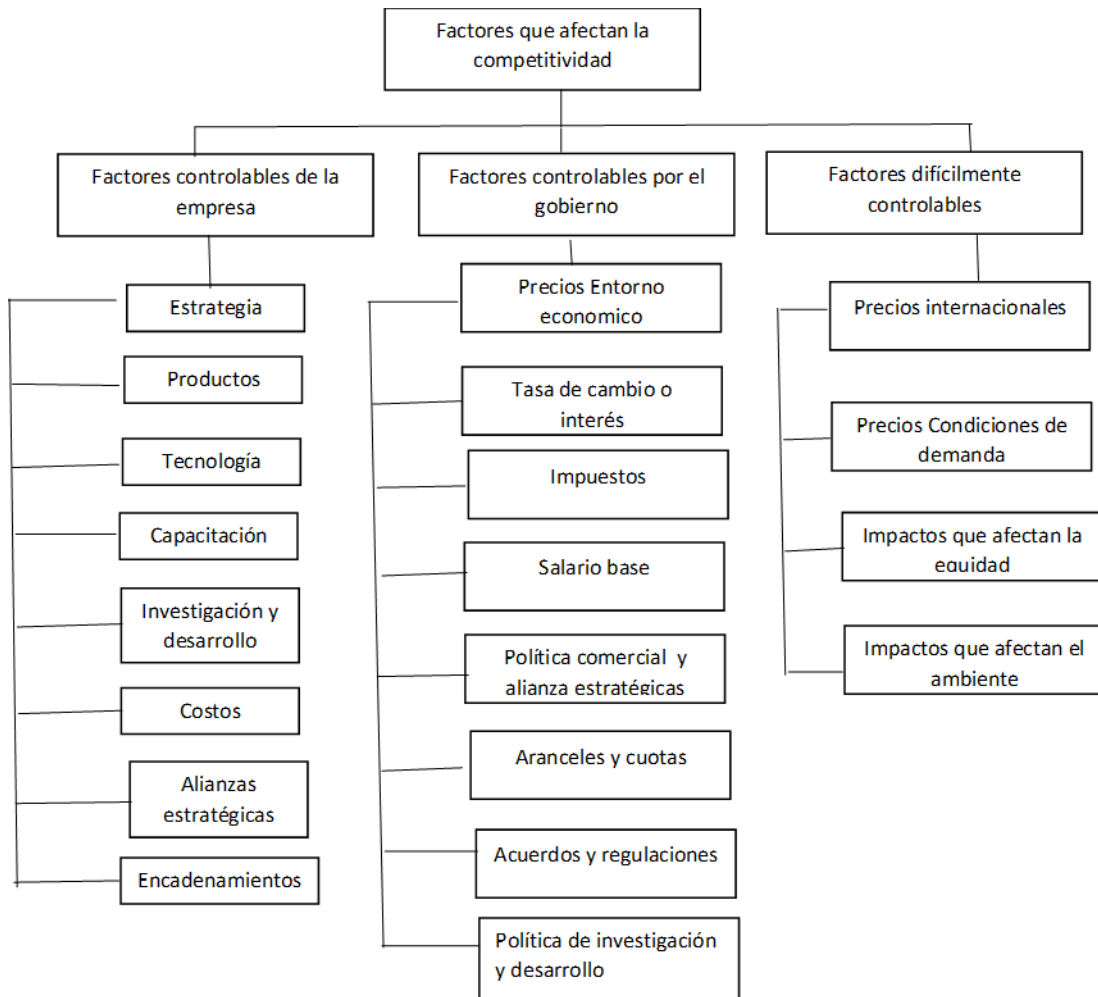 Factores que afectan la
competitividad
Factores controlables de la
empresa
Factores controlables por el
gobierno
Factores difícilmente
controlables
Estrategia
Productos
Tecnología
Capacitación
Investigación y
desarrollo
Costos
Alianzas
estratégicas
Encadenamientos
Precios Entorno
economico
Tasa de cambio o
interés
Impuestos
Salario base
Política comercial y
alianza estratégicas
Aranceles y cuotas
Acuerdos y regulaciones
Política de investigación
y desarrollo
Precios internacionales
Precios Condiciones de
demanda
Impactos que afectan la
equidad
Impactos que afectan el
ambiente